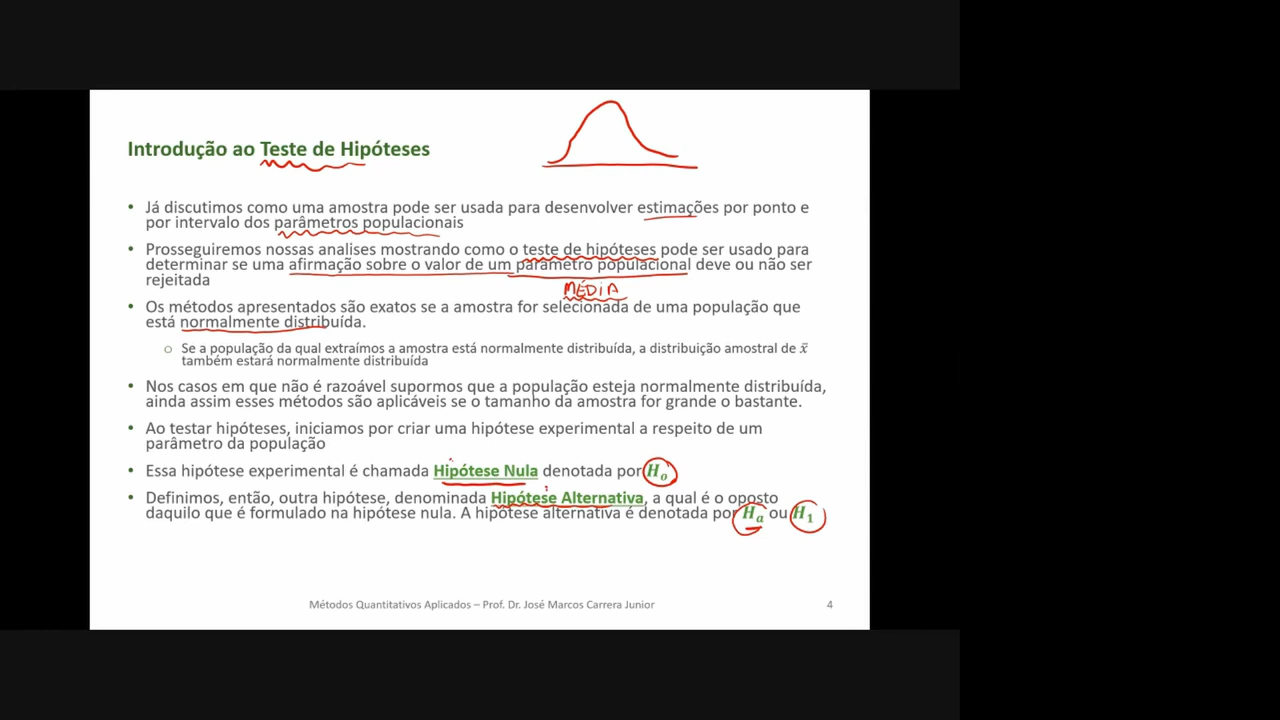 Introdução ao Teste de Hipóteses
• Já discutimos como uma amostra pode ser usada para desenvolver estimações por ponto e
por intervalo dos parâmetros populacionais
• Prosseguiremos nossas analises mostrando como o teste de hipóteses pode ser usado para
determinar se uma afirmação sobre o valor de um parâmetro populacional deve ou não ser
rejeitada
MÉDIA
• Os métodos apresentados são exatos se a amostra for selecionada de uma população que
está normalmente distribuída.
○ Se a população da qual extraímos a amostra está normalmente distribuída, a distribuição amostral de x̄
também estará normalmente distribuída
• Nos casos em que não é razoável supormos que a população esteja normalmente distribuída,
ainda assim esses métodos são aplicáveis se o tamanho da amostra for grande o bastante.
• Ao testar hipóteses, iniciamos por criar uma hipótese experimental a respeito de um
parâmetro da população
• Essa hipótese experimental é chamada Hipótese Nula denotada por H₀
• Definimos, então, outra hipótese, denominada Hipótese Alternativa, a qual é o oposto
daquilo que é formulado na hipótese nula. A hipótese alternativa é denotada por Hₐ ou H₁
Métodos Quantitativos Aplicados – Prof. Dr. José Marcos Carrera Junior
4